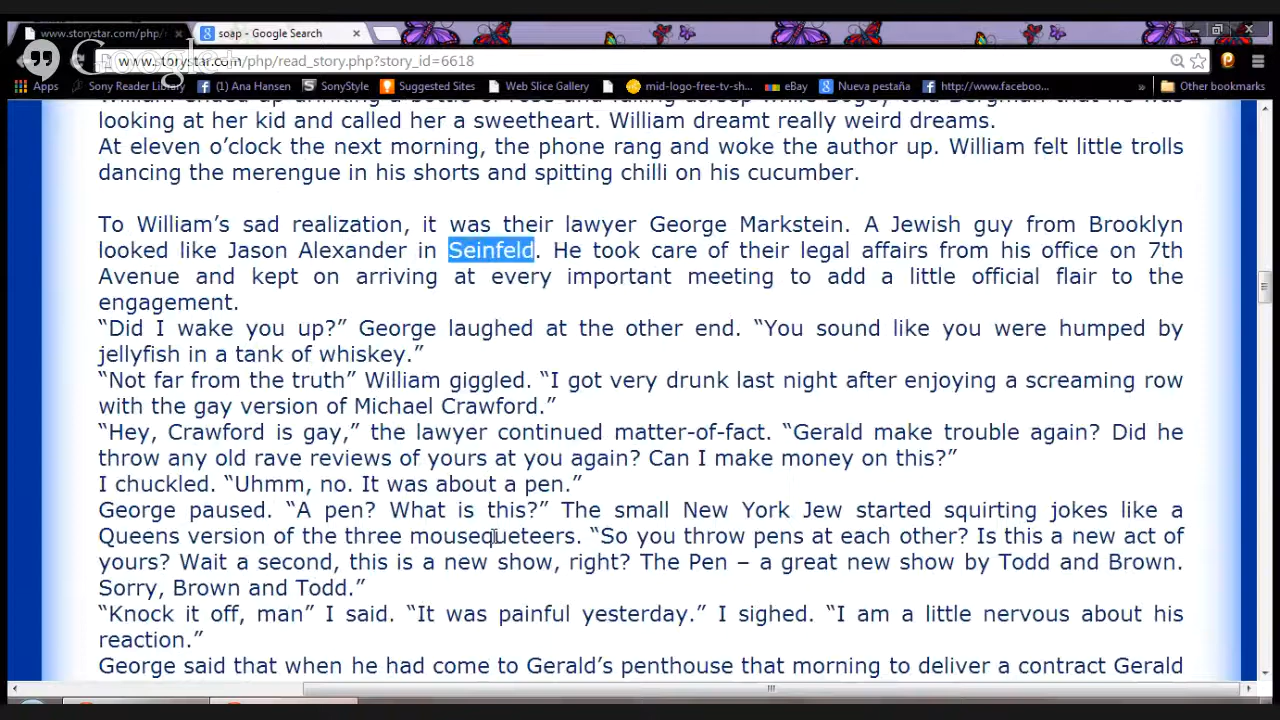 www.storystar.com/php/r
soap - Google Search
Google+
www.storystar.com/php/read_story.php?story_id=6618
Apps
Sony Reader Library
(1) Ana Hansen
SonyStyle
Suggested Sites
Web Slice Gallery
mid-logo-free-tv-sh...
eBay
Nueva pestaña
http://www.faceboo...
»
Other bookmarks
looking at her kid and called her a sweetheart. William dreamt really weird dreams.
At eleven o’clock the next morning, the phone rang and woke the author up. William felt little trolls
dancing the merengue in his shorts and spitting chilli on his cucumber.
To William’s sad realization, it was their lawyer George Markstein. A Jewish guy from Brooklyn
looked like Jason Alexander in Seinfeld. He took care of their legal affairs from his office on 7th
Avenue and kept on arriving at every important meeting to add a little official flair to the
engagement.
“Did I wake you up?” George laughed at the other end. “You sound like you were humped by
jellyfish in a tank of whiskey.”
“Not far from the truth” William giggled. “I got very drunk last night after enjoying a screaming row
with the gay version of Michael Crawford.”
“Hey, Crawford is gay,” the lawyer continued matter-of-fact. “Gerald make trouble again? Did he
throw any old rave reviews of yours at you again? Can I make money on this?”
I chuckled. “Uhmm, no. It was about a pen.”
George paused. “A pen? What is this?” The small New York Jew started squirting jokes like a
Queens version of the three mousequeteers. “So you throw pens at each other? Is this a new act of
yours? Wait a second, this is a new show, right? The Pen – a great new show by Todd and Brown.
Sorry, Brown and Todd.”
“Knock it off, man” I said. “It was painful yesterday.” I sighed. “I am a little nervous about his
reaction.”
George said that when he had come to Gerald’s penthouse that morning to deliver a contract Gerald